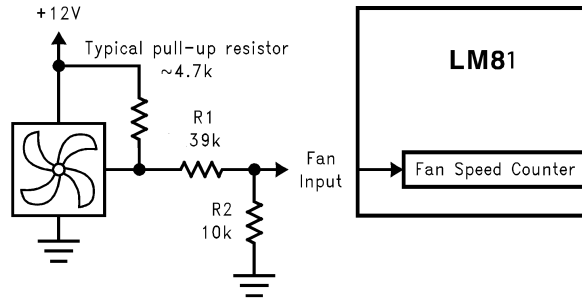 +12V
Typical pull-up resistor
~4.7k
LM81
R1
39k
Fan
Input
Fan Speed Counter
R2
10k